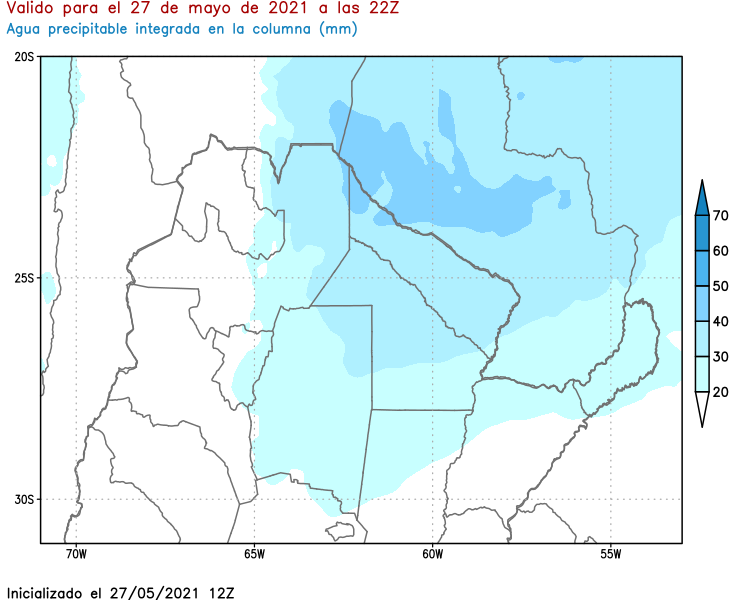 Valido para el 27 de mayo de 2021 a las 22Z
Agua precipitable integrada en la columna (mm)
20S
25S
30S
70W
65W
60W
55W
70
60
50
40
30
20
Inicializado el 27/05/2021 12Z